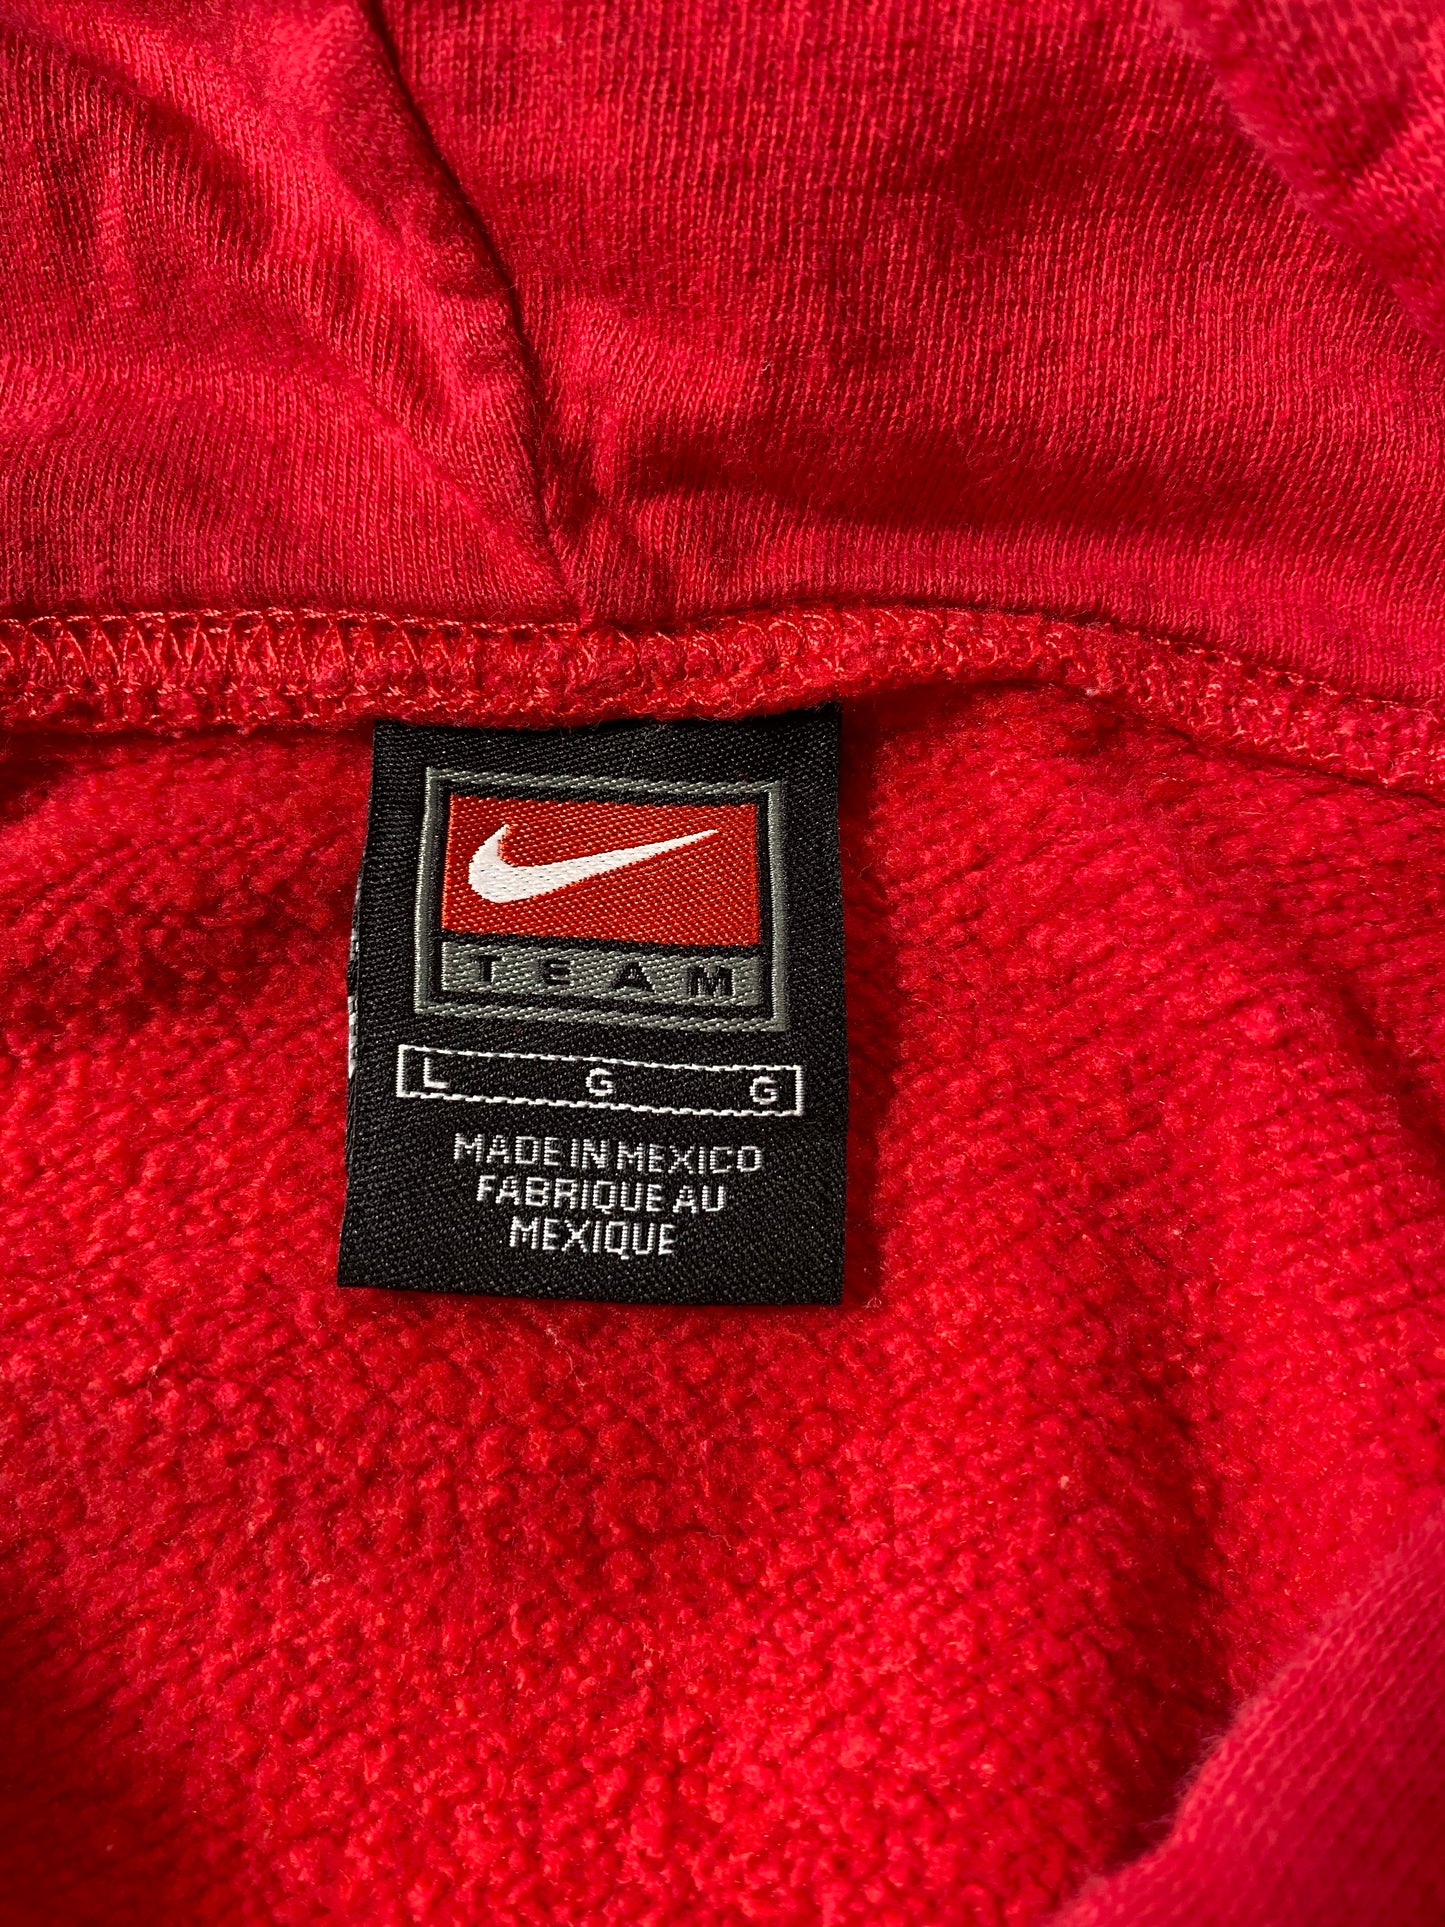 TEAM
L G G
MADE IN MEXICO
FABRIQUE AU
MEXIQUE